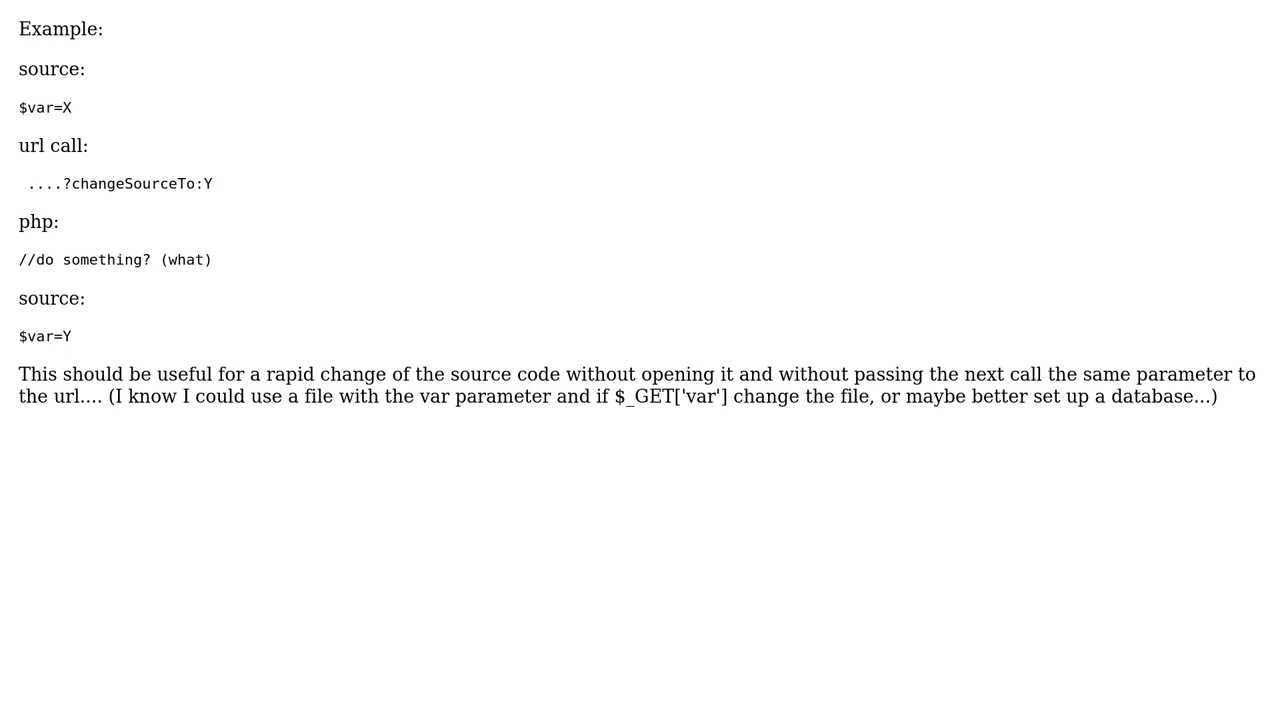 Example:
source:
$var=X
url call:
....?changeSourceTo:Y
php:
//do something? (what)
source:
$var=Y
This should be useful for a rapid change of the source code without opening it and without passing the next call the same parameter to
the url.... (I know I could use a file with the var parameter and if $_GET['var'] change the file, or maybe better set up a database...)